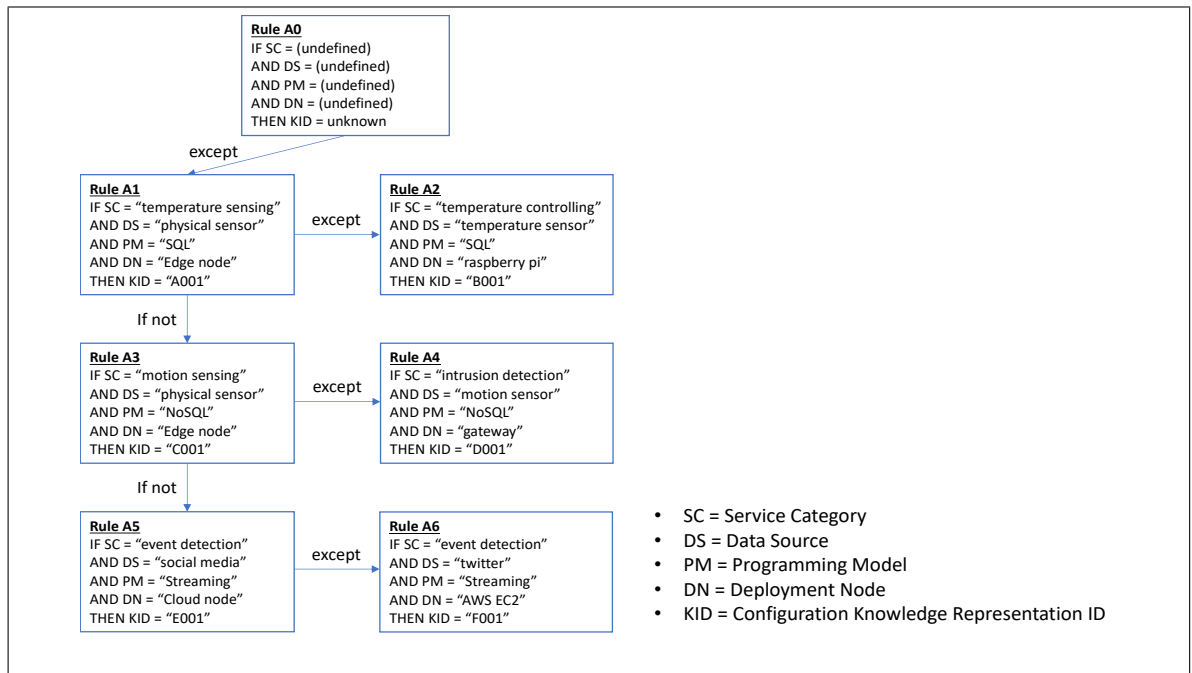 Rule A0
IF SC = (undefined)
AND DS = (undefined)
AND PM = (undefined)
AND DN = (undefined)
THEN KID = unknown
except
Rule A1
IF SC = “temperature sensing”
AND DS = “physical sensor”
AND PM = “SQL”
AND DN = “Edge node”
THEN KID = “A001”
except
Rule A2
IF SC = “temperature controlling”
AND DS = “temperature sensor”
AND PM = “SQL”
AND DN = “raspberry pi”
THEN KID = “B001”
If not
Rule A3
IF SC = “motion sensing”
AND DS = “physical sensor”
AND PM = “NoSQL”
AND DN = “Edge node”
THEN KID = “C001”
except
Rule A4
IF SC = “intrusion detection”
AND DS = “motion sensor”
AND PM = “NoSQL”
AND DN = “gateway”
THEN KID = “D001”
If not
Rule A5
IF SC = “event detection”
AND DS = “social media”
AND PM = “Streaming”
AND DN = “Cloud node”
THEN KID = “E001”
except
Rule A6
IF SC = “event detection”
AND DS = “twitter”
AND PM = “Streaming”
AND DN = “AWS EC2”
THEN KID = “F001”
• SC = Service Category
• DS = Data Source
• PM = Programming Model
• DN = Deployment Node
• KID = Configuration Knowledge Representation ID